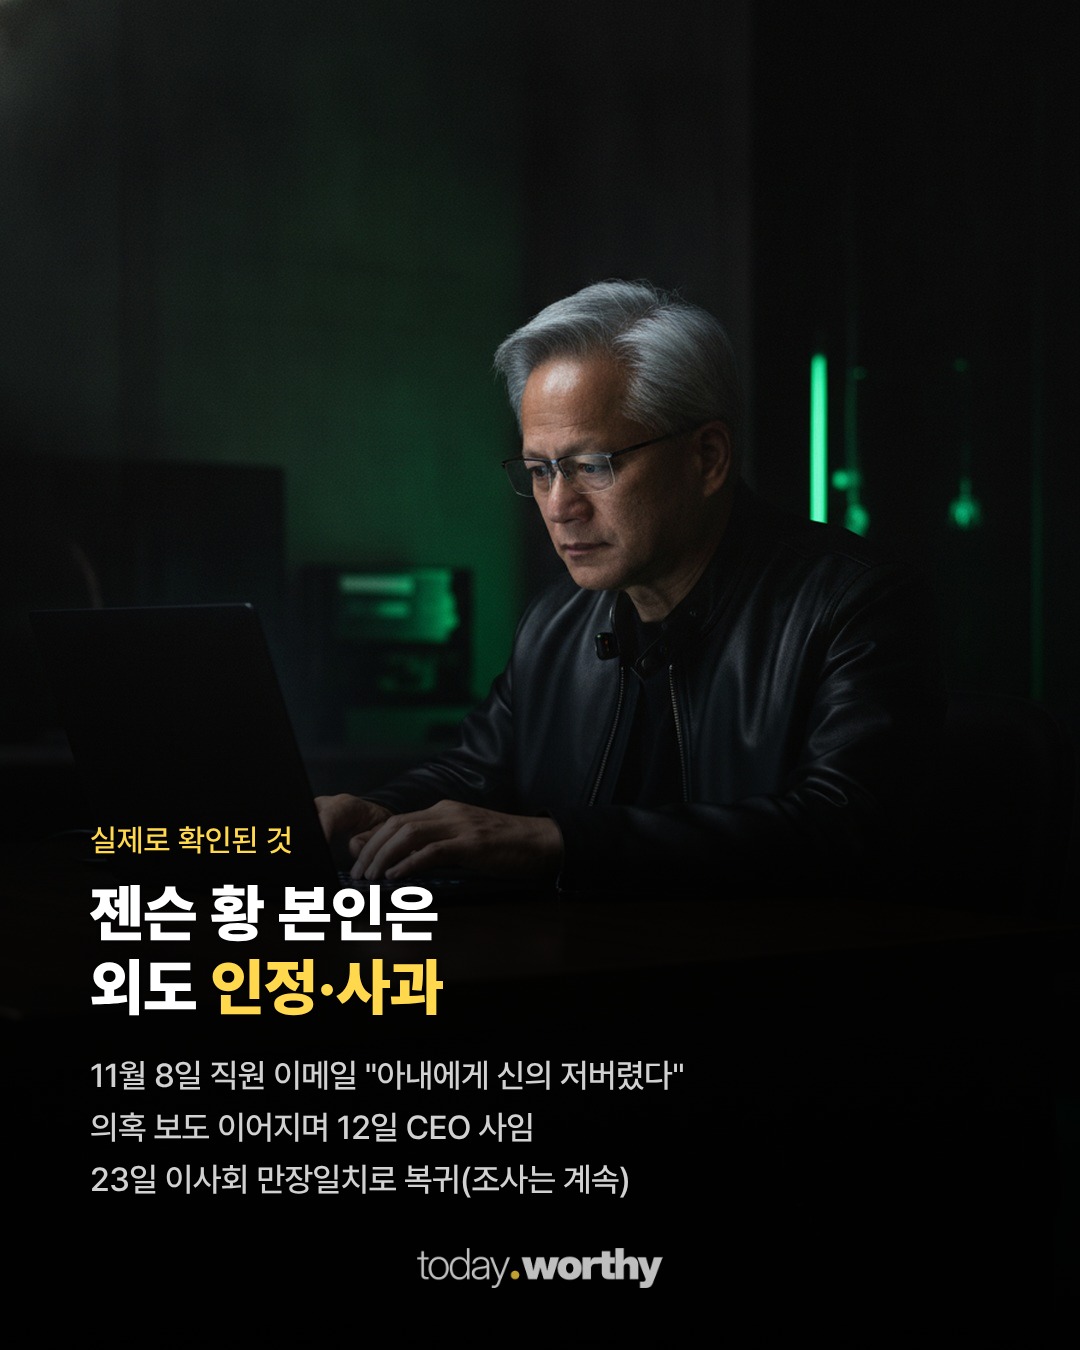 실제로 확인된 것
젠슨 황 본인은
외도 인정·사과
11월 8일 직원 이메일 "아내에게 신의 저버렸다"
의혹 보도 이어지며 12일 CEO 사임
23일 이사회 만장일치로 복귀(조사는 계속)
today.worthy